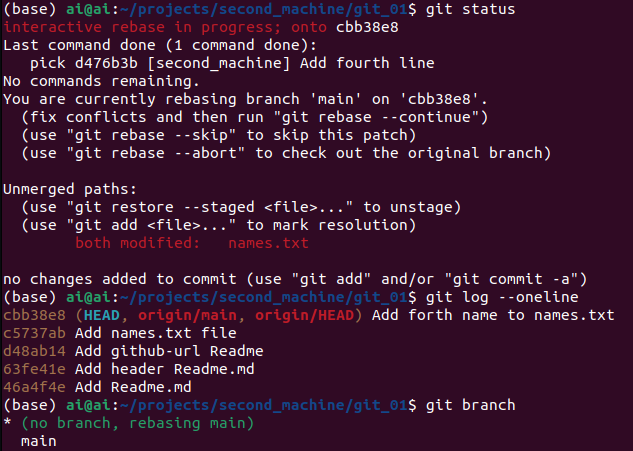 (base) ai@ai:~/projects/second_machine/git_01$ git status
interactive rebase in progress; onto cbb38e8
Last command done (1 command done):
   pick d476b3b [second_machine] Add fourth line
No commands remaining.
You are currently rebasing branch 'main' on 'cbb38e8'.
  (fix conflicts and then run "git rebase --continue")
  (use "git rebase --skip" to skip this patch)
  (use "git rebase --abort" to check out the original branch)

Unmerged paths:
  (use "git restore --staged <file>..." to unstage)
  (use "git add <file>..." to mark resolution)
        both modified:   names.txt

no changes added to commit (use "git add" and/or "git commit -a")
(base) ai@ai:~/projects/second_machine/git_01$ git log --oneline
cbb38e8 (HEAD, origin/main, origin/HEAD) Add forth name to names.txt
c5737ab Add names.txt file
d48ab14 Add github-url Readme
63fe41e Add header Readme.md
46a4f4e Add Readme.md
(base) ai@ai:~/projects/second_machine/git_01$ git branch
* (no branch, rebasing main)
  main